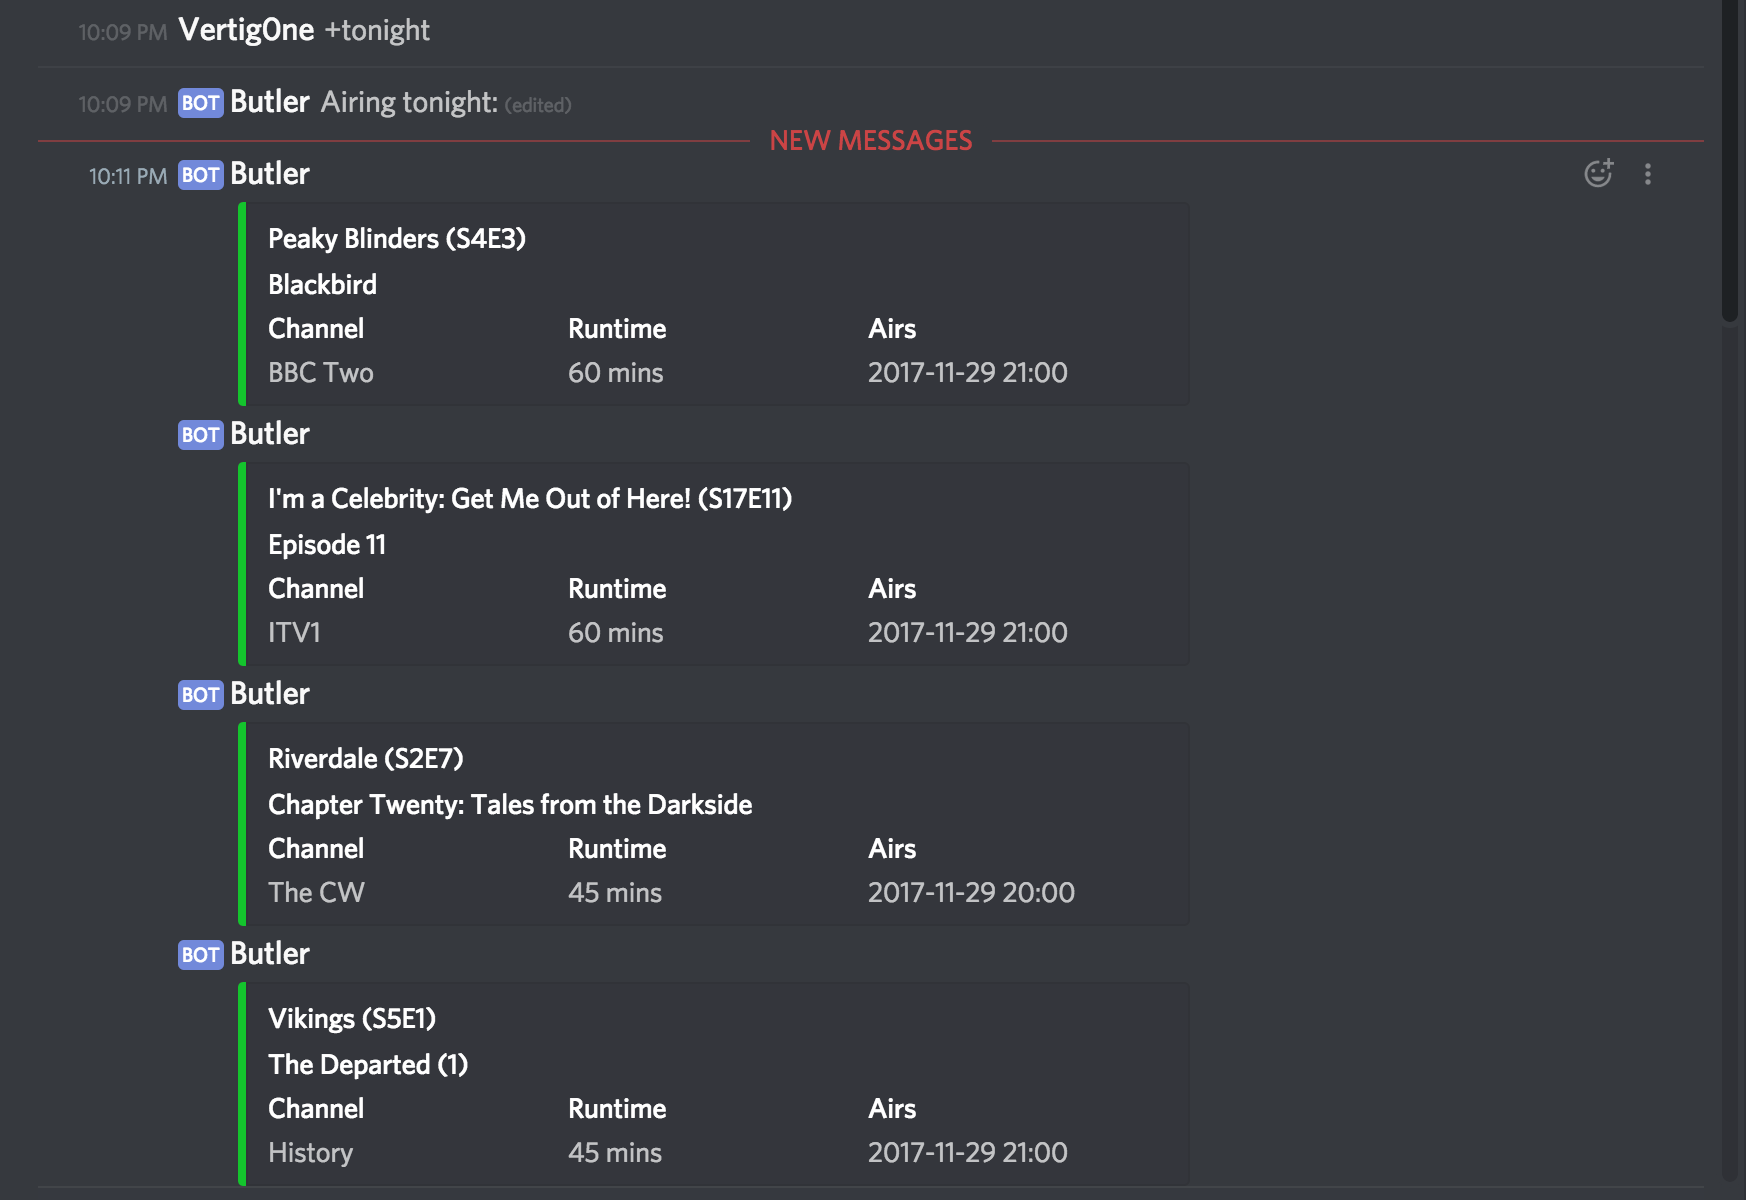 10:09 PM VertigOne +tonight
10:09 PM BOT Butler Airing tonight: (edited)
NEW MESSAGES
10:11 PM BOT Butler
Peaky Blinders (S4E3)
Blackbird
Channel Runtime Airs
BBC Two 60 mins 2017-11-29 21:00
BOT Butler
I'm a Celebrity: Get Me Out of Here! (S17E11)
Episode 11
Channel Runtime Airs
ITV1 60 mins 2017-11-29 21:00
BOT Butler
Riverdale (S2E7)
Chapter Twenty: Tales from the Darkside
Channel Runtime Airs
The CW 45 mins 2017-11-29 20:00
BOT Butler
Vikings (S5E1)
The Departed (1)
Channel Runtime Airs
History 45 mins 2017-11-29 21:00